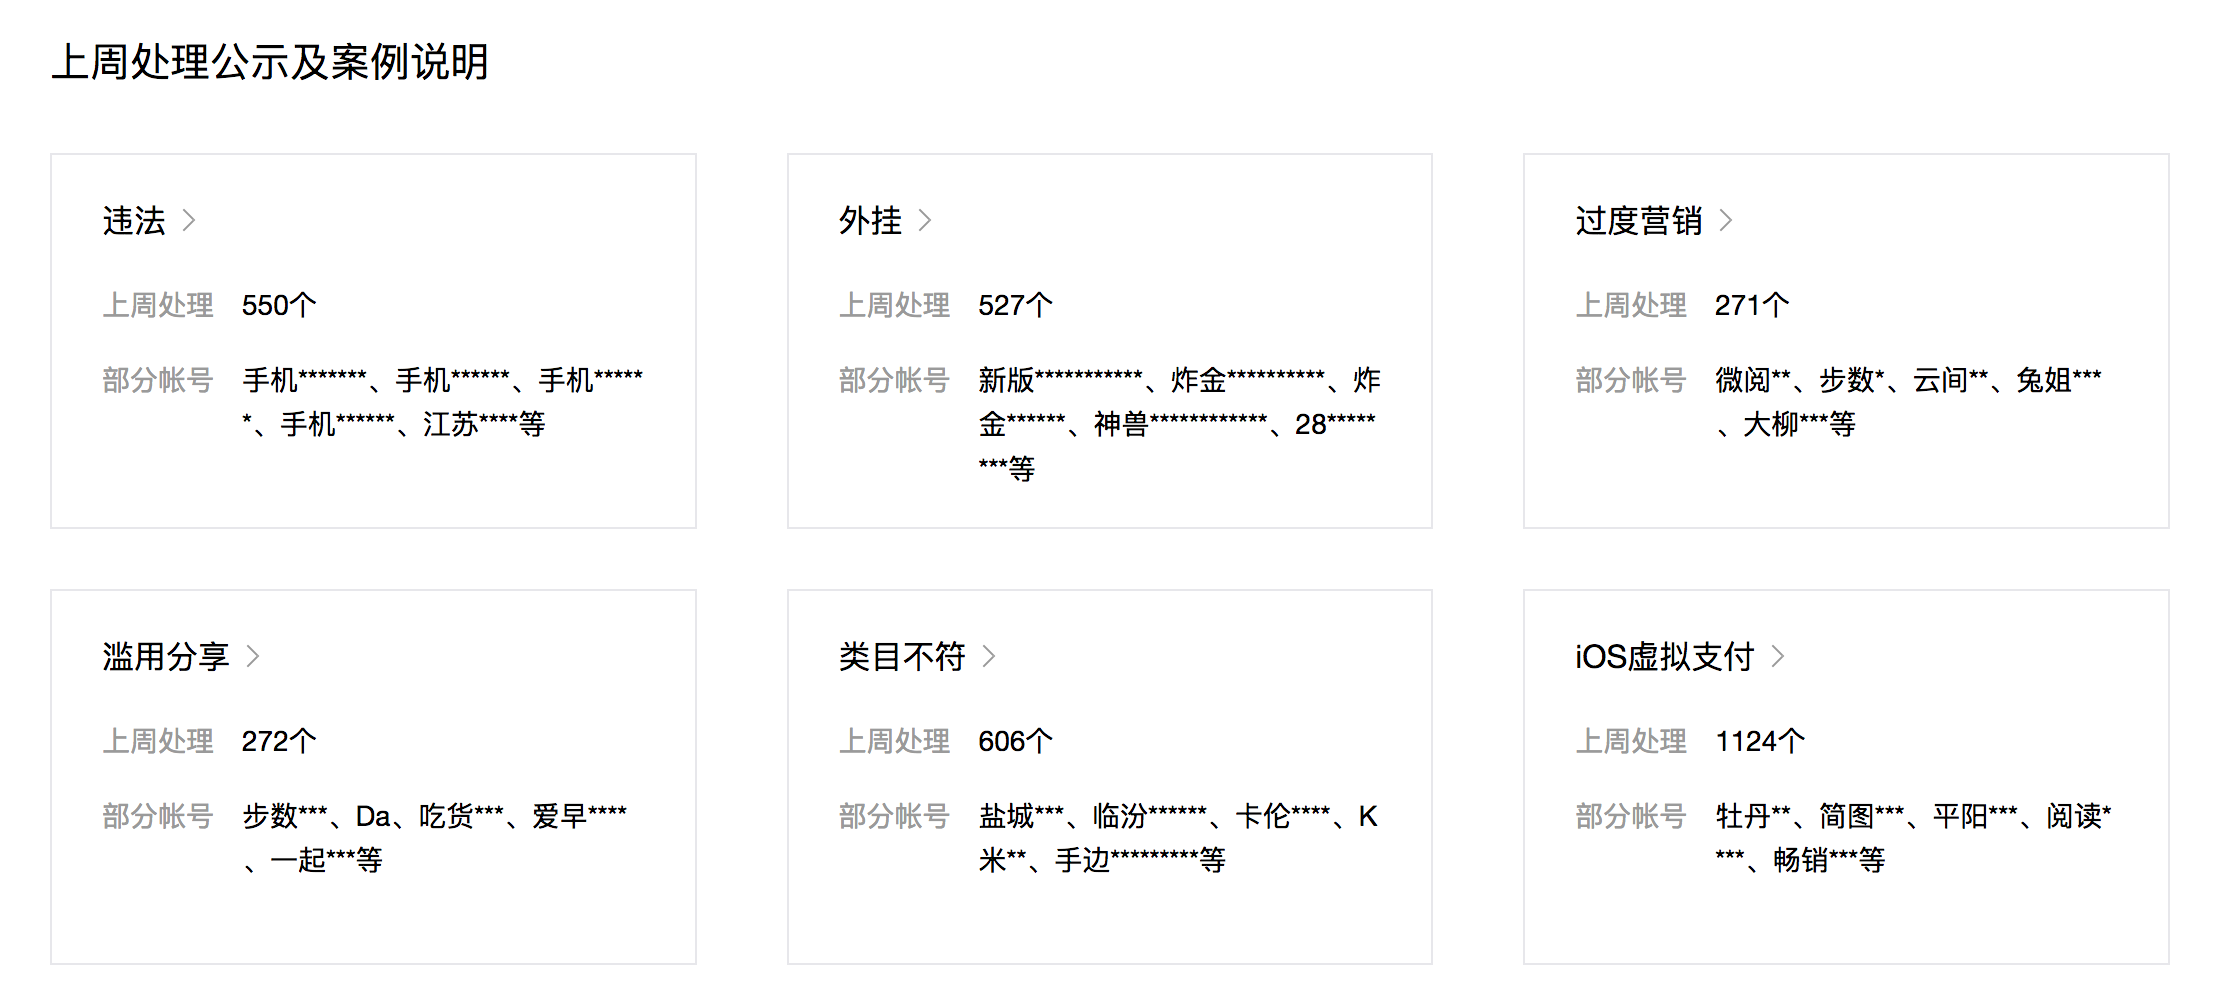 上周处理公示及案例说明
违法
上周处理 550个
部分帐号 手机*******、手机******、手机*****
*、手机******、江苏****等
外挂
上周处理 527个
部分帐号 新版***********、炸金**********、炸
金******、神兽************、28*****
***等
过度营销
上周处理 271个
部分帐号 微阅**、步数*、云间**、兔姐***
、大柳***等
滥用分享
上周处理 272个
部分帐号 步数***、Da、吃货***、爱早****
、一起***等
类目不符
上周处理 606个
部分帐号 盐城***、临汾******、卡伦****、K
米**、手边*********等
iOS虚拟支付
上周处理 1124个
部分帐号 牡丹**、简图***、平阳***、阅读*
***、畅销***等